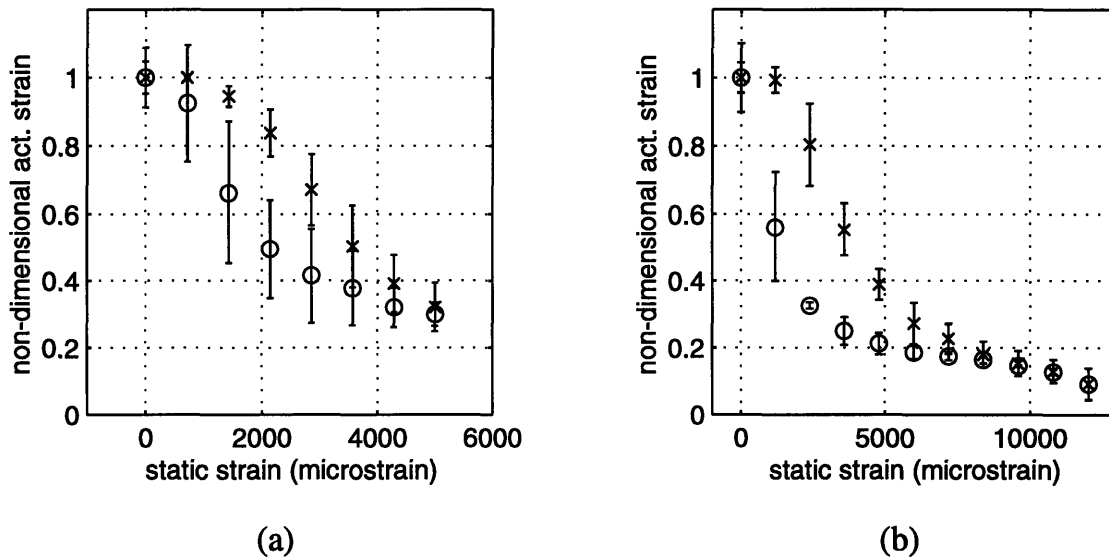 non-dimensional act. strain
1
0.8
0.6
0.4
0.2
0
0 2000 4000 6000
static strain (microstrain)
(a)
non-dimensional act. strain
1
0.8
0.6
0.4
0.2
0
0 5000 10000
static strain (microstrain)
(b)